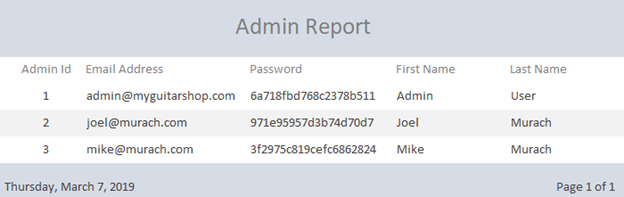 Admin Report
Admin Id Email Address Password First Name Last Name
1 admin@myguitarshop.com 6a718fbd768c2378b511 Admin User
2 joel@murach.com 971e95957d3b74d70d7 Joel Murach
3 mike@murach.com 3f2975c819cefc6862824 Mike Murach
Thursday, March 7, 2019 Page 1 of 1